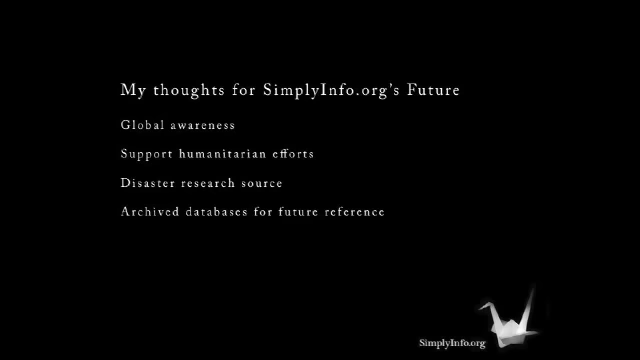 My thoughts for SimplyInfo.org's Future
Global awareness
Support humanitarian efforts
Disaster research source
Archived databases for future reference
SimplyInfo.org